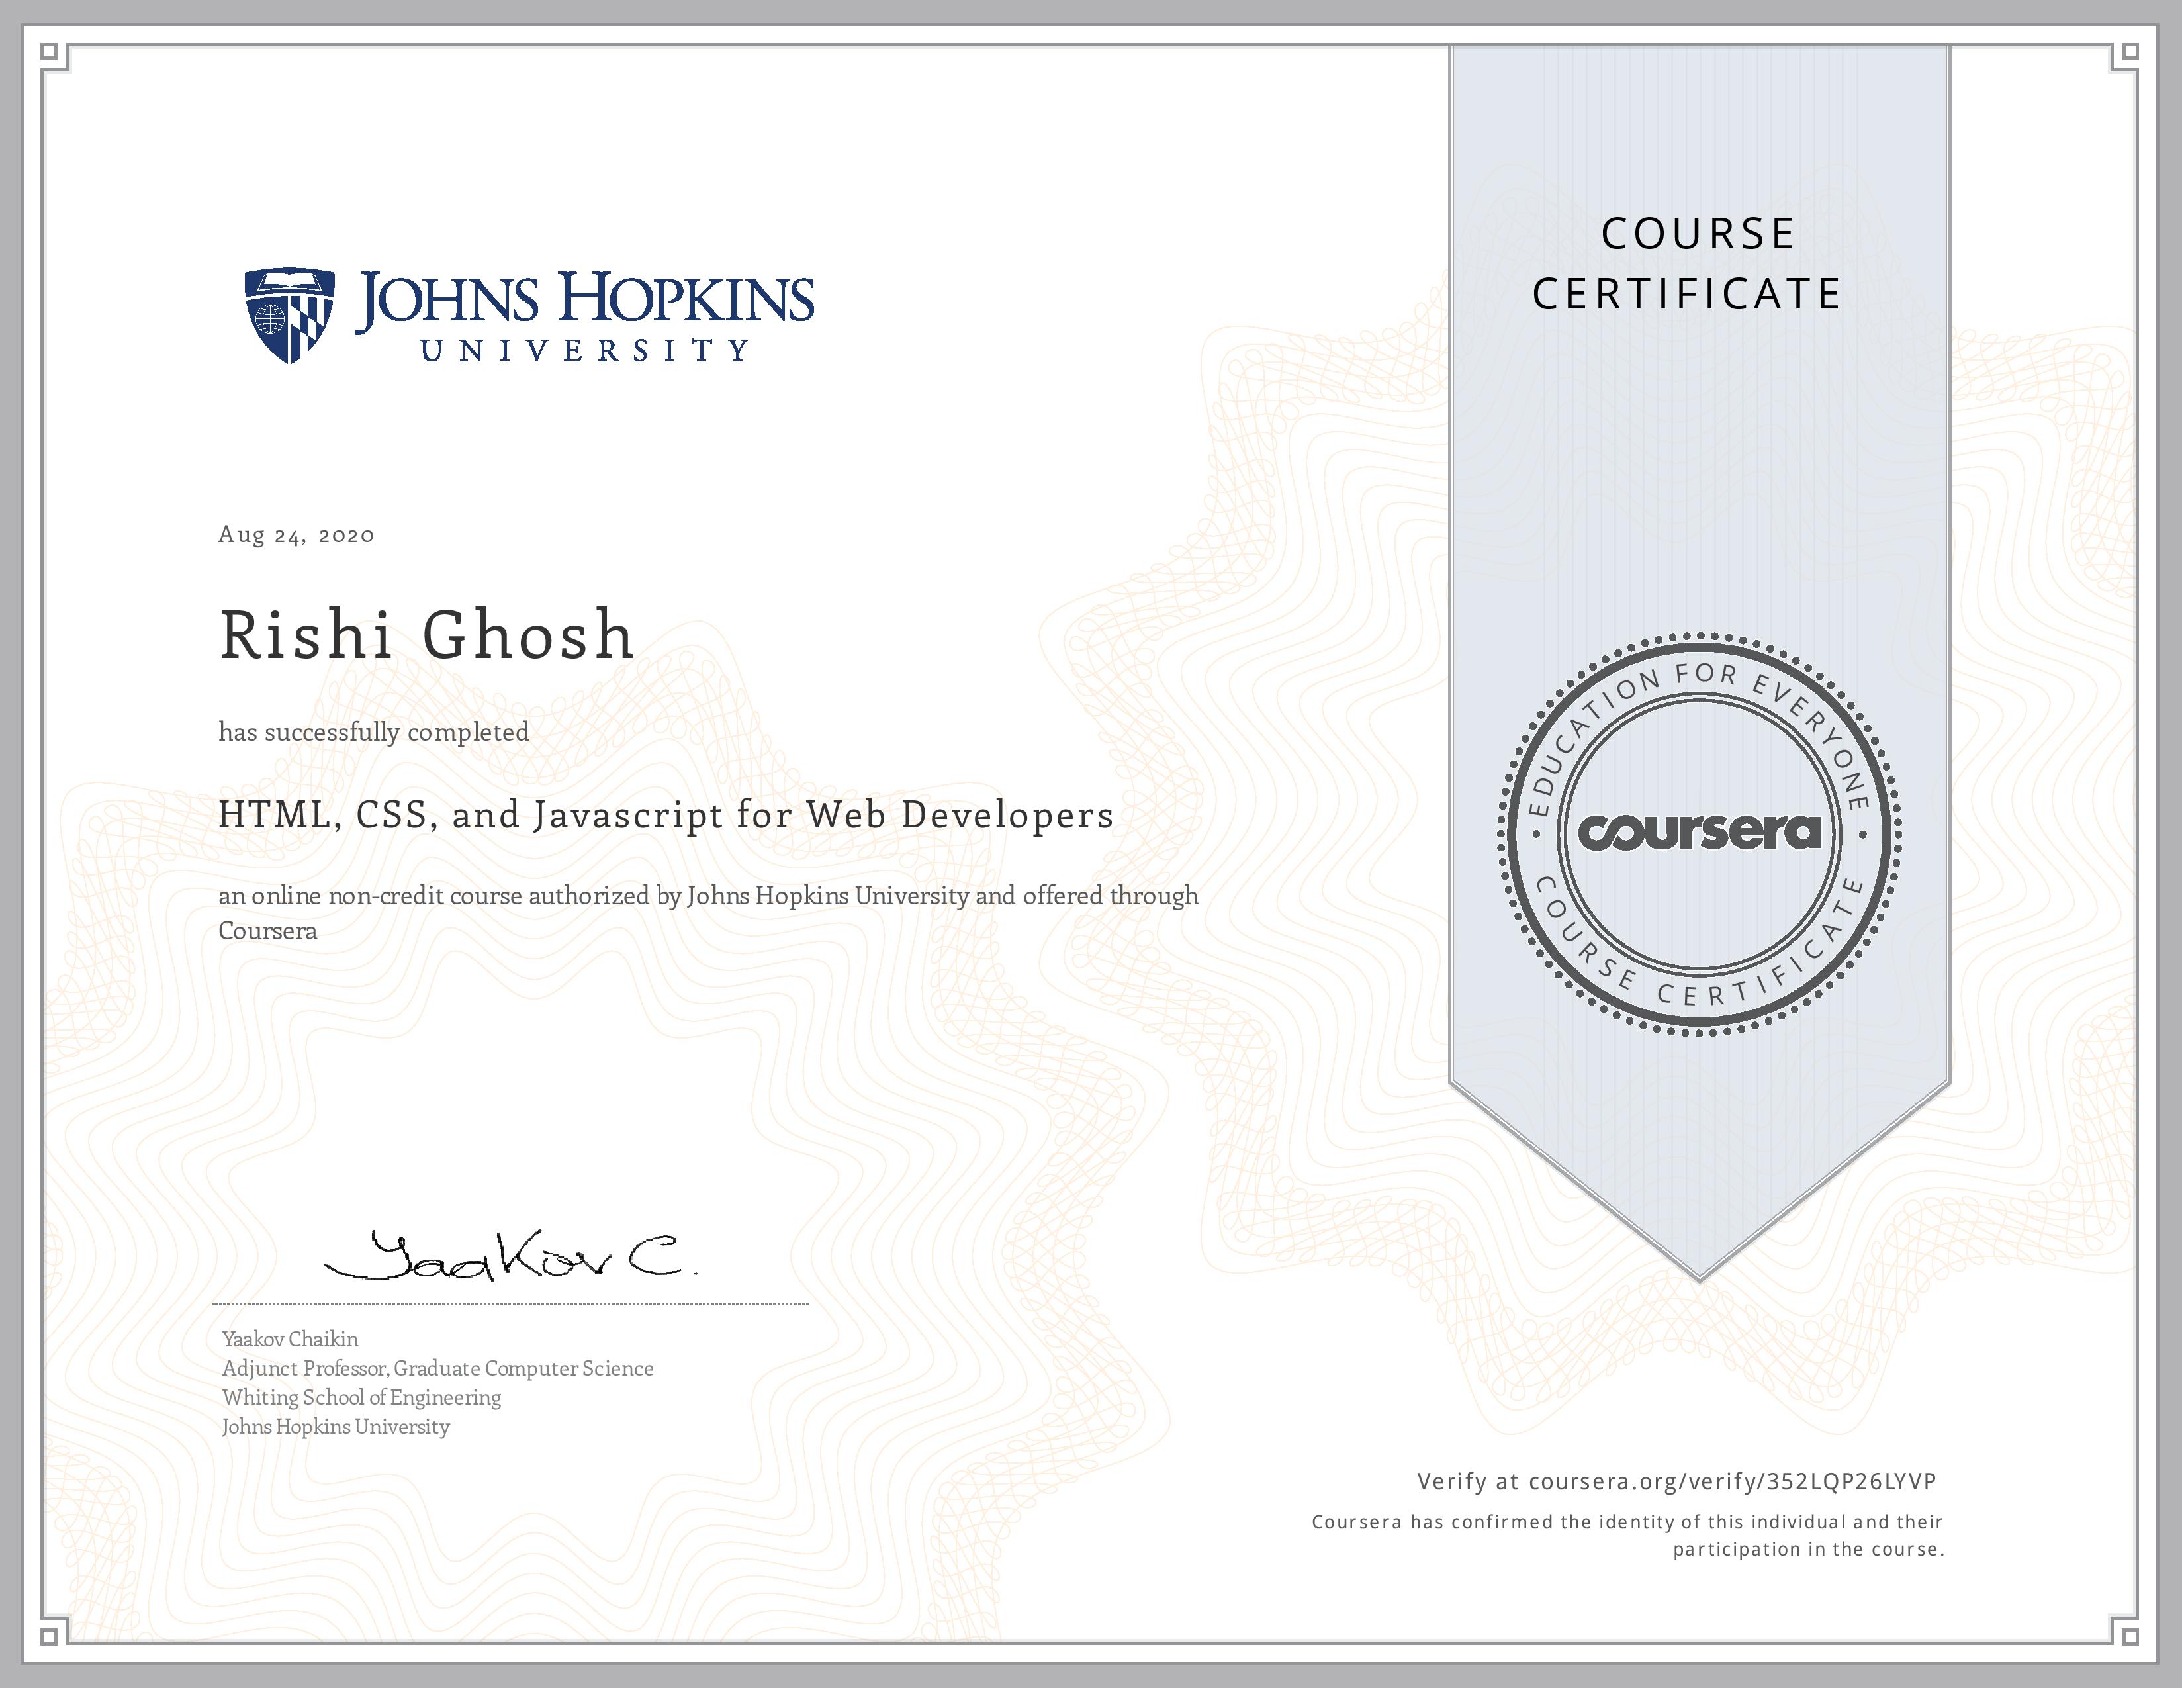 JOHNS HOPKINS
UNIVERSITY
COURSE
CERTIFICATE
Aug 24, 2020
Rishi Ghosh
has successfully completed
HTML, CSS, and Javascript for Web Developers
an online non-credit course authorized by Johns Hopkins University and offered through
Coursera
EDUCATION FOR EVERYONE
coursera
COURSE CERTIFICATE
Yaakov C.
Yaakov Chaikin
Adjunct Professor, Graduate Computer Science
Whiting School of Engineering
Johns Hopkins University
Verify at coursera.org/verify/352LQP26LYVP
Coursera has confirmed the identity of this individual and their
participation in the course.